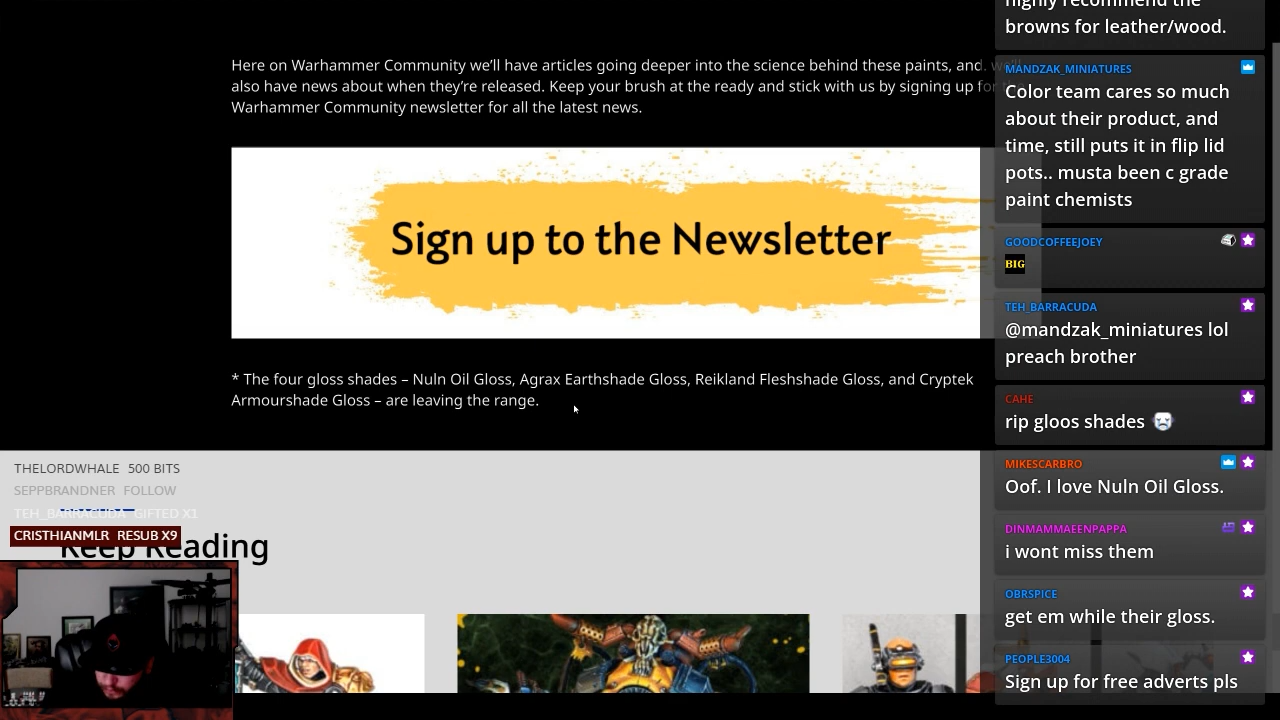 Here on Warhammer Community we'll have articles going deeper into the science behind these paints, and. we'll
also have news about when they're released. Keep your brush at the ready and stick with us by signing up for
Warhammer Community newsletter for all the latest news.
Sign up to the Newsletter
* The four gloss shades – Nuln Oil Gloss, Agrax Earthshade Gloss, Reikland Fleshshade Gloss, and Cryptek
Armourshade Gloss – are leaving the range.
THELORDWHALE 500 BITS
SEPPBRANDNER FOLLOW
TEH_BARRACUDA GIFTED X1
CRISTHIANMLR RESUB X9
Keep Reading
highly recommend the
browns for leather/wood.
MANDZAK_MINIATURES
Color team cares so much
about their product, and
time, still puts it in flip lid
pots.. musta been c grade
paint chemists
GOODCOFFEEJOEY
BIG
TEH_BARRACUDA
@mandzak_miniatures lol
preach brother
CAHE
rip gloos shades
MIKESCARBRO
Oof. I love Nuln Oil Gloss.
DINMAMMAEENPAPPA
i wont miss them
OBRSPICE
get em while their gloss.
PEOPLE3004
Sign up for free adverts pls